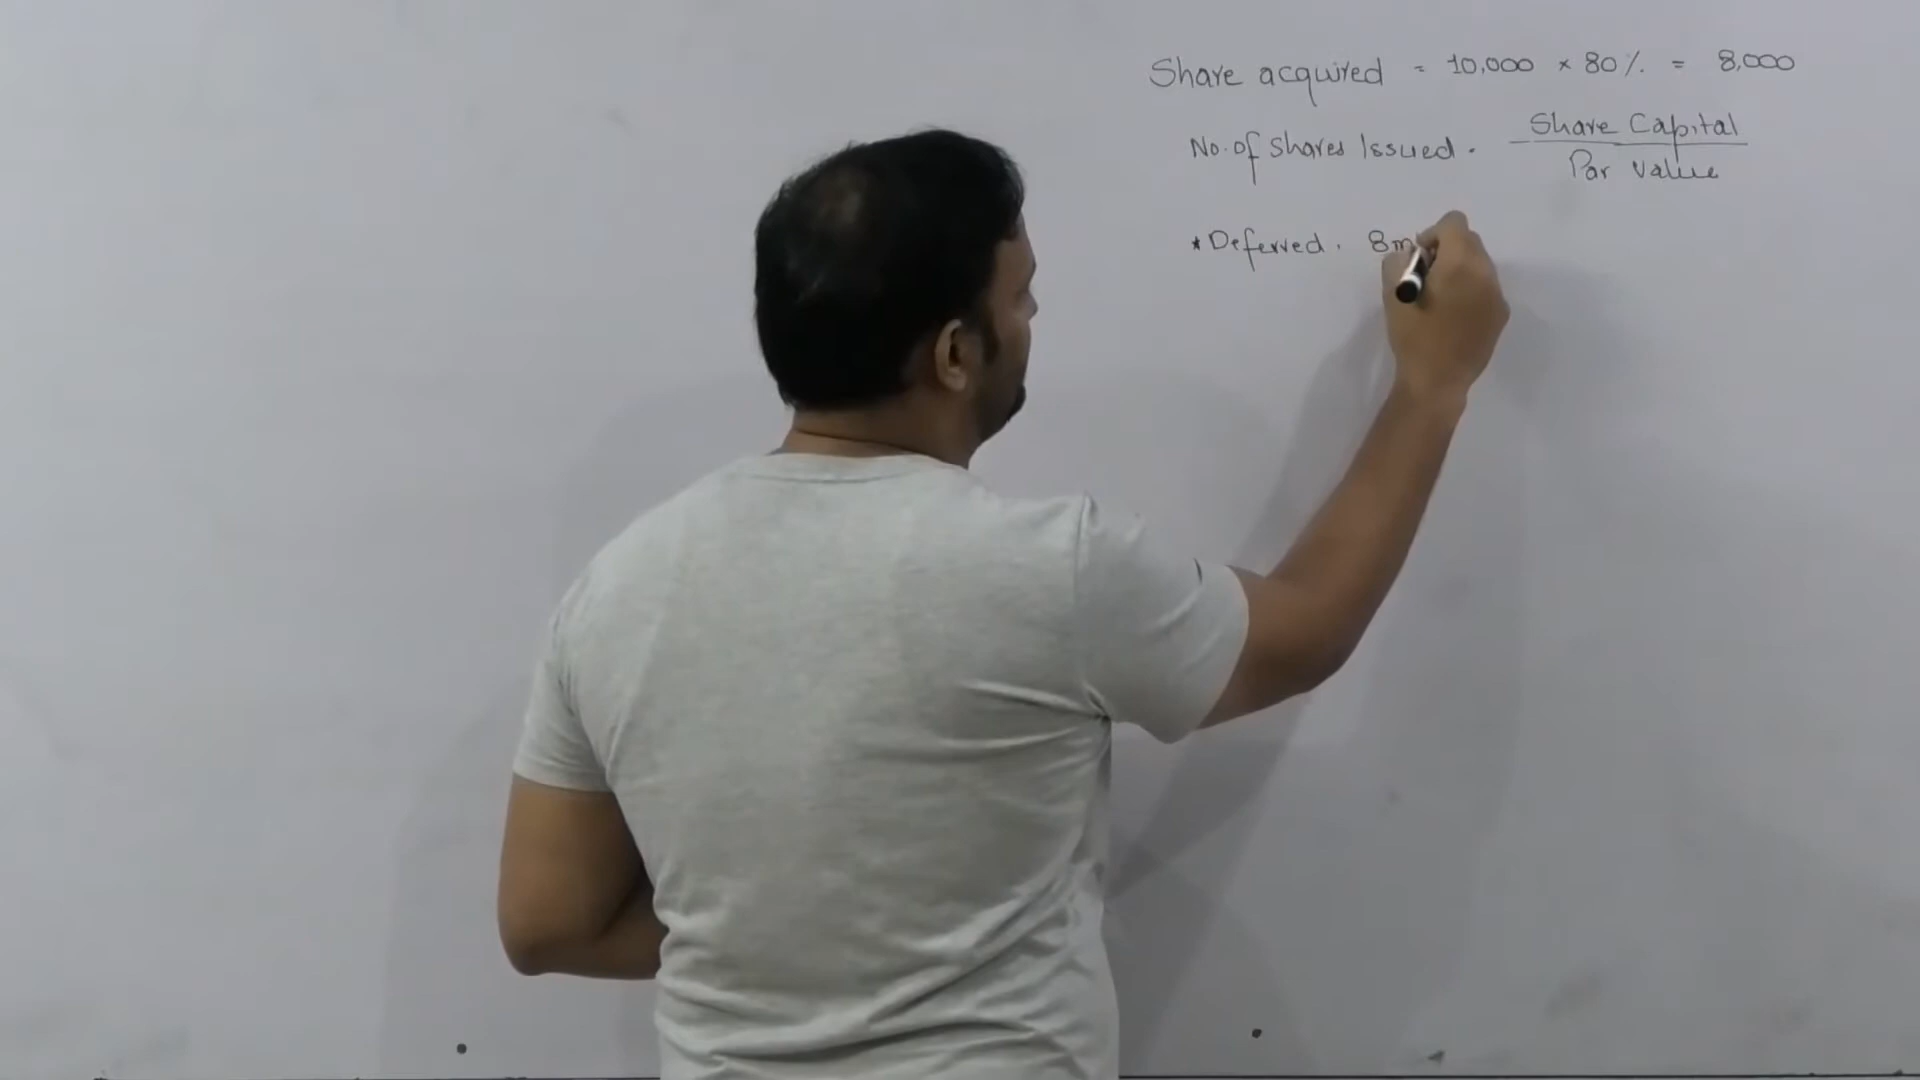 Share acquired = 10,000 × 80% = 8,000
No. of Shares Issued = Share Capital
Par Value
* Deferred = 8m